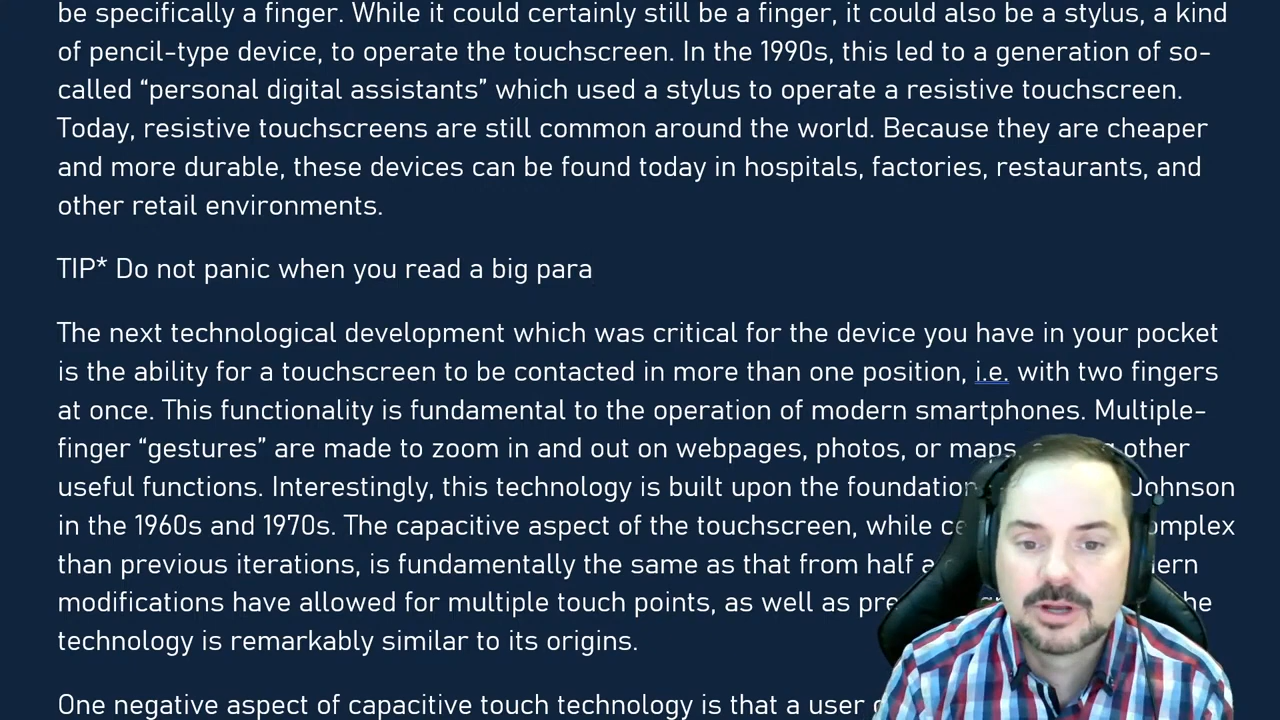 be specifically a finger. While it could certainly still be a finger, it could also be a stylus, a kind
of pencil-type device, to operate the touchscreen. In the 1990s, this led to a generation of so-
called “personal digital assistants” which used a stylus to operate a resistive touchscreen.
Today, resistive touchscreens are still common around the world. Because they are cheaper
and more durable, these devices can be found today in hospitals, factories, restaurants, and
other retail environments.
TIP* Do not panic when you read a big para
The next technological development which was critical for the device you have in your pocket
is the ability for a touchscreen to be contacted in more than one position, i.e. with two fingers
at once. This functionality is fundamental to the operation of modern smartphones. Multiple-
finger “gestures” are made to zoom in and out on webpages, photos, or maps, other
useful functions. Interestingly, this technology is built upon the foundation Johnson
in the 1960s and 1970s. The capacitive aspect of the touchscreen, while
than previous iterations, is fundamentally the same as that from half a
modifications have allowed for multiple touch points, as well as
technology is remarkably similar to its origins.
One negative aspect of capacitive touch technology is that a user